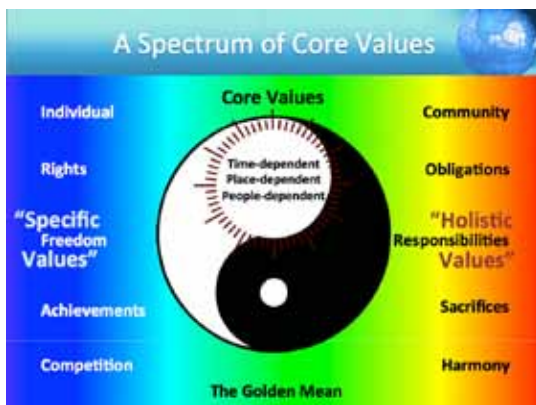 A Spectrum of Core Values
Core Values
Individual
Rights
"Specific
Freedom
Values"
Achievements
Competition
Time-dependent
Place-dependent
People-dependent
Community
Obligations
"Holistic
Responsibilities
Values"
Sacrifices
Harmony
The Golden Mean